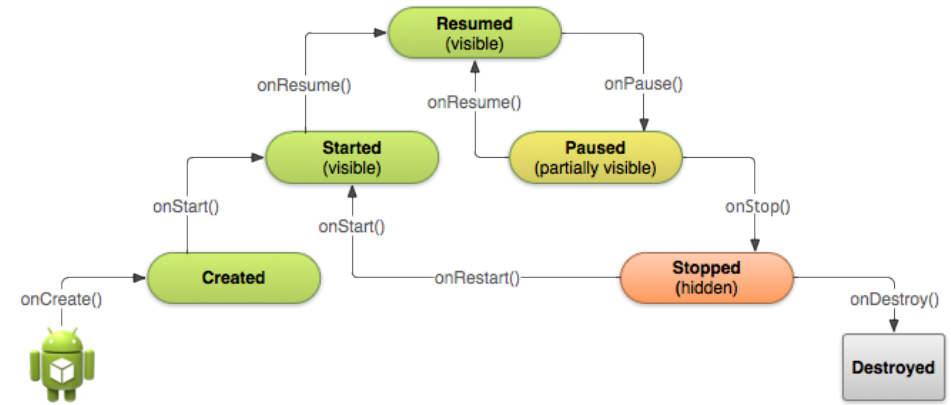 Resumed
(visible)
onResume()
onResume()
onPause()
Started
(visible)
Paused
(partially visible)
onStart()
onStart()
onStop()
Created
onRestart()
Stopped
(hidden)
onCreate()
onDestroy()
Destroyed